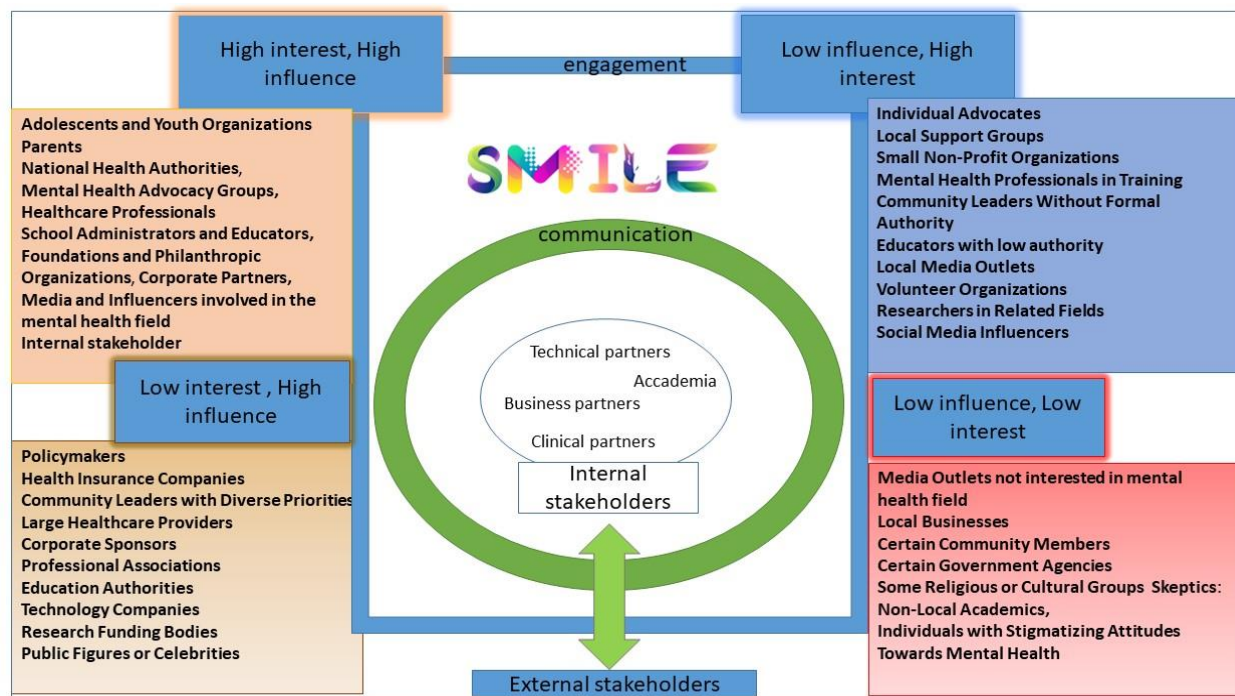 High interest, High
influence
Adolescents and Youth Organizations
Parents
National Health Authorities,
Mental Health Advocacy Groups,
Healthcare Professionals
School Administrators and Educators,
Foundations and Philanthropic
Organizations, Corporate Partners,
Media and Influencers involved in the
mental health field
Internal stakeholder
Low interest , High
influence
Policymakers
Health Insurance Companies
Community Leaders with Diverse Priorities
Large Healthcare Providers
Corporate Sponsors
Professional Associations
Education Authorities
Technology Companies
Research Funding Bodies
Public Figures or Celebrities
engagement
SMILE
communication
Technical partners
Accademia
Business partners
Clinical partners
Internal
stakeholders
External stakeholders
Low influence, High
interest
Individual Advocates
Local Support Groups
Small Non-Profit Organizations
Mental Health Professionals in Training
Community Leaders Without Formal
Authority
Educators with low authority
Local Media Outlets
Volunteer Organizations
Researchers in Related Fields
Social Media Influencers
Low influence, Low
interest
Media Outlets not interested in mental
health field
Local Businesses
Certain Community Members
Certain Government Agencies
Some Religious or Cultural Groups Skeptics:
Non-Local Academics,
Individuals with Stigmatizing Attitudes
Towards Mental Health